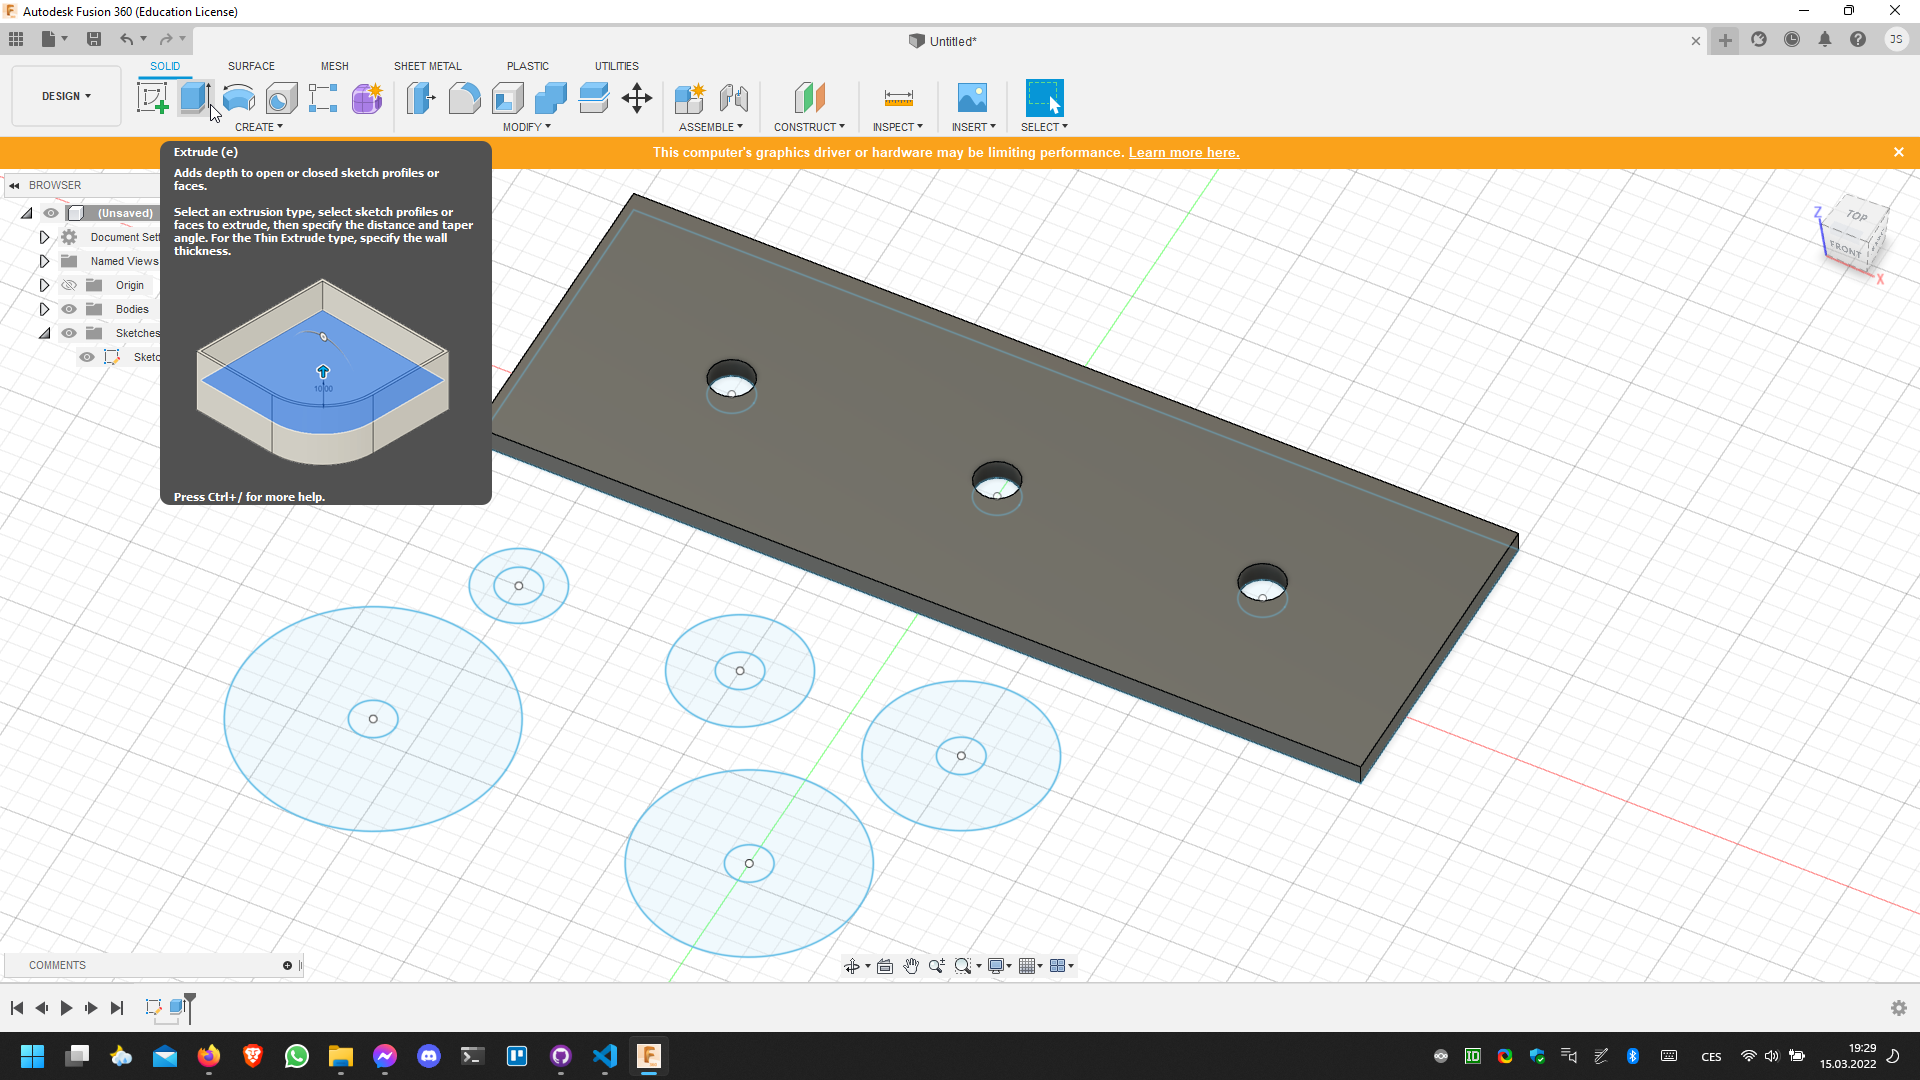 Autodesk Fusion 360 (Education License)
Untitled*
JS
DESIGN
SOLID
SURFACE
MESH
SHEET METAL
PLASTIC
UTILITIES
CREATE
MODIFY
ASSEMBLE
CONSTRUCT
INSPECT
INSERT
SELECT
This computer's graphics driver or hardware may be limiting performance. Learn more here.
Extrude (e)
Adds depth to open or closed sketch profiles or
faces.
Select an extrusion type, select sketch profiles or
faces to extrude, then specify the distance and taper
angle. For the Thin Extrude type, specify the wall
thickness.
10.00
Press Ctrl+/ for more help.
BROWSER
(Unsaved)
Document Sett
Named Views
Origin
Bodies
Sketches
Sketc
TOP
FRONT
Z
X
COMMENTS
ID
CES
19:29
15.03.2022